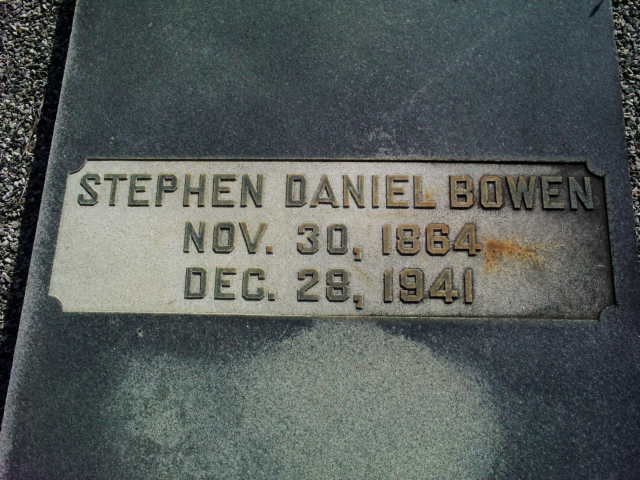 STEPHEN DANIEL BOWEN
NOV. 30, 1864
DEC. 28, 1941